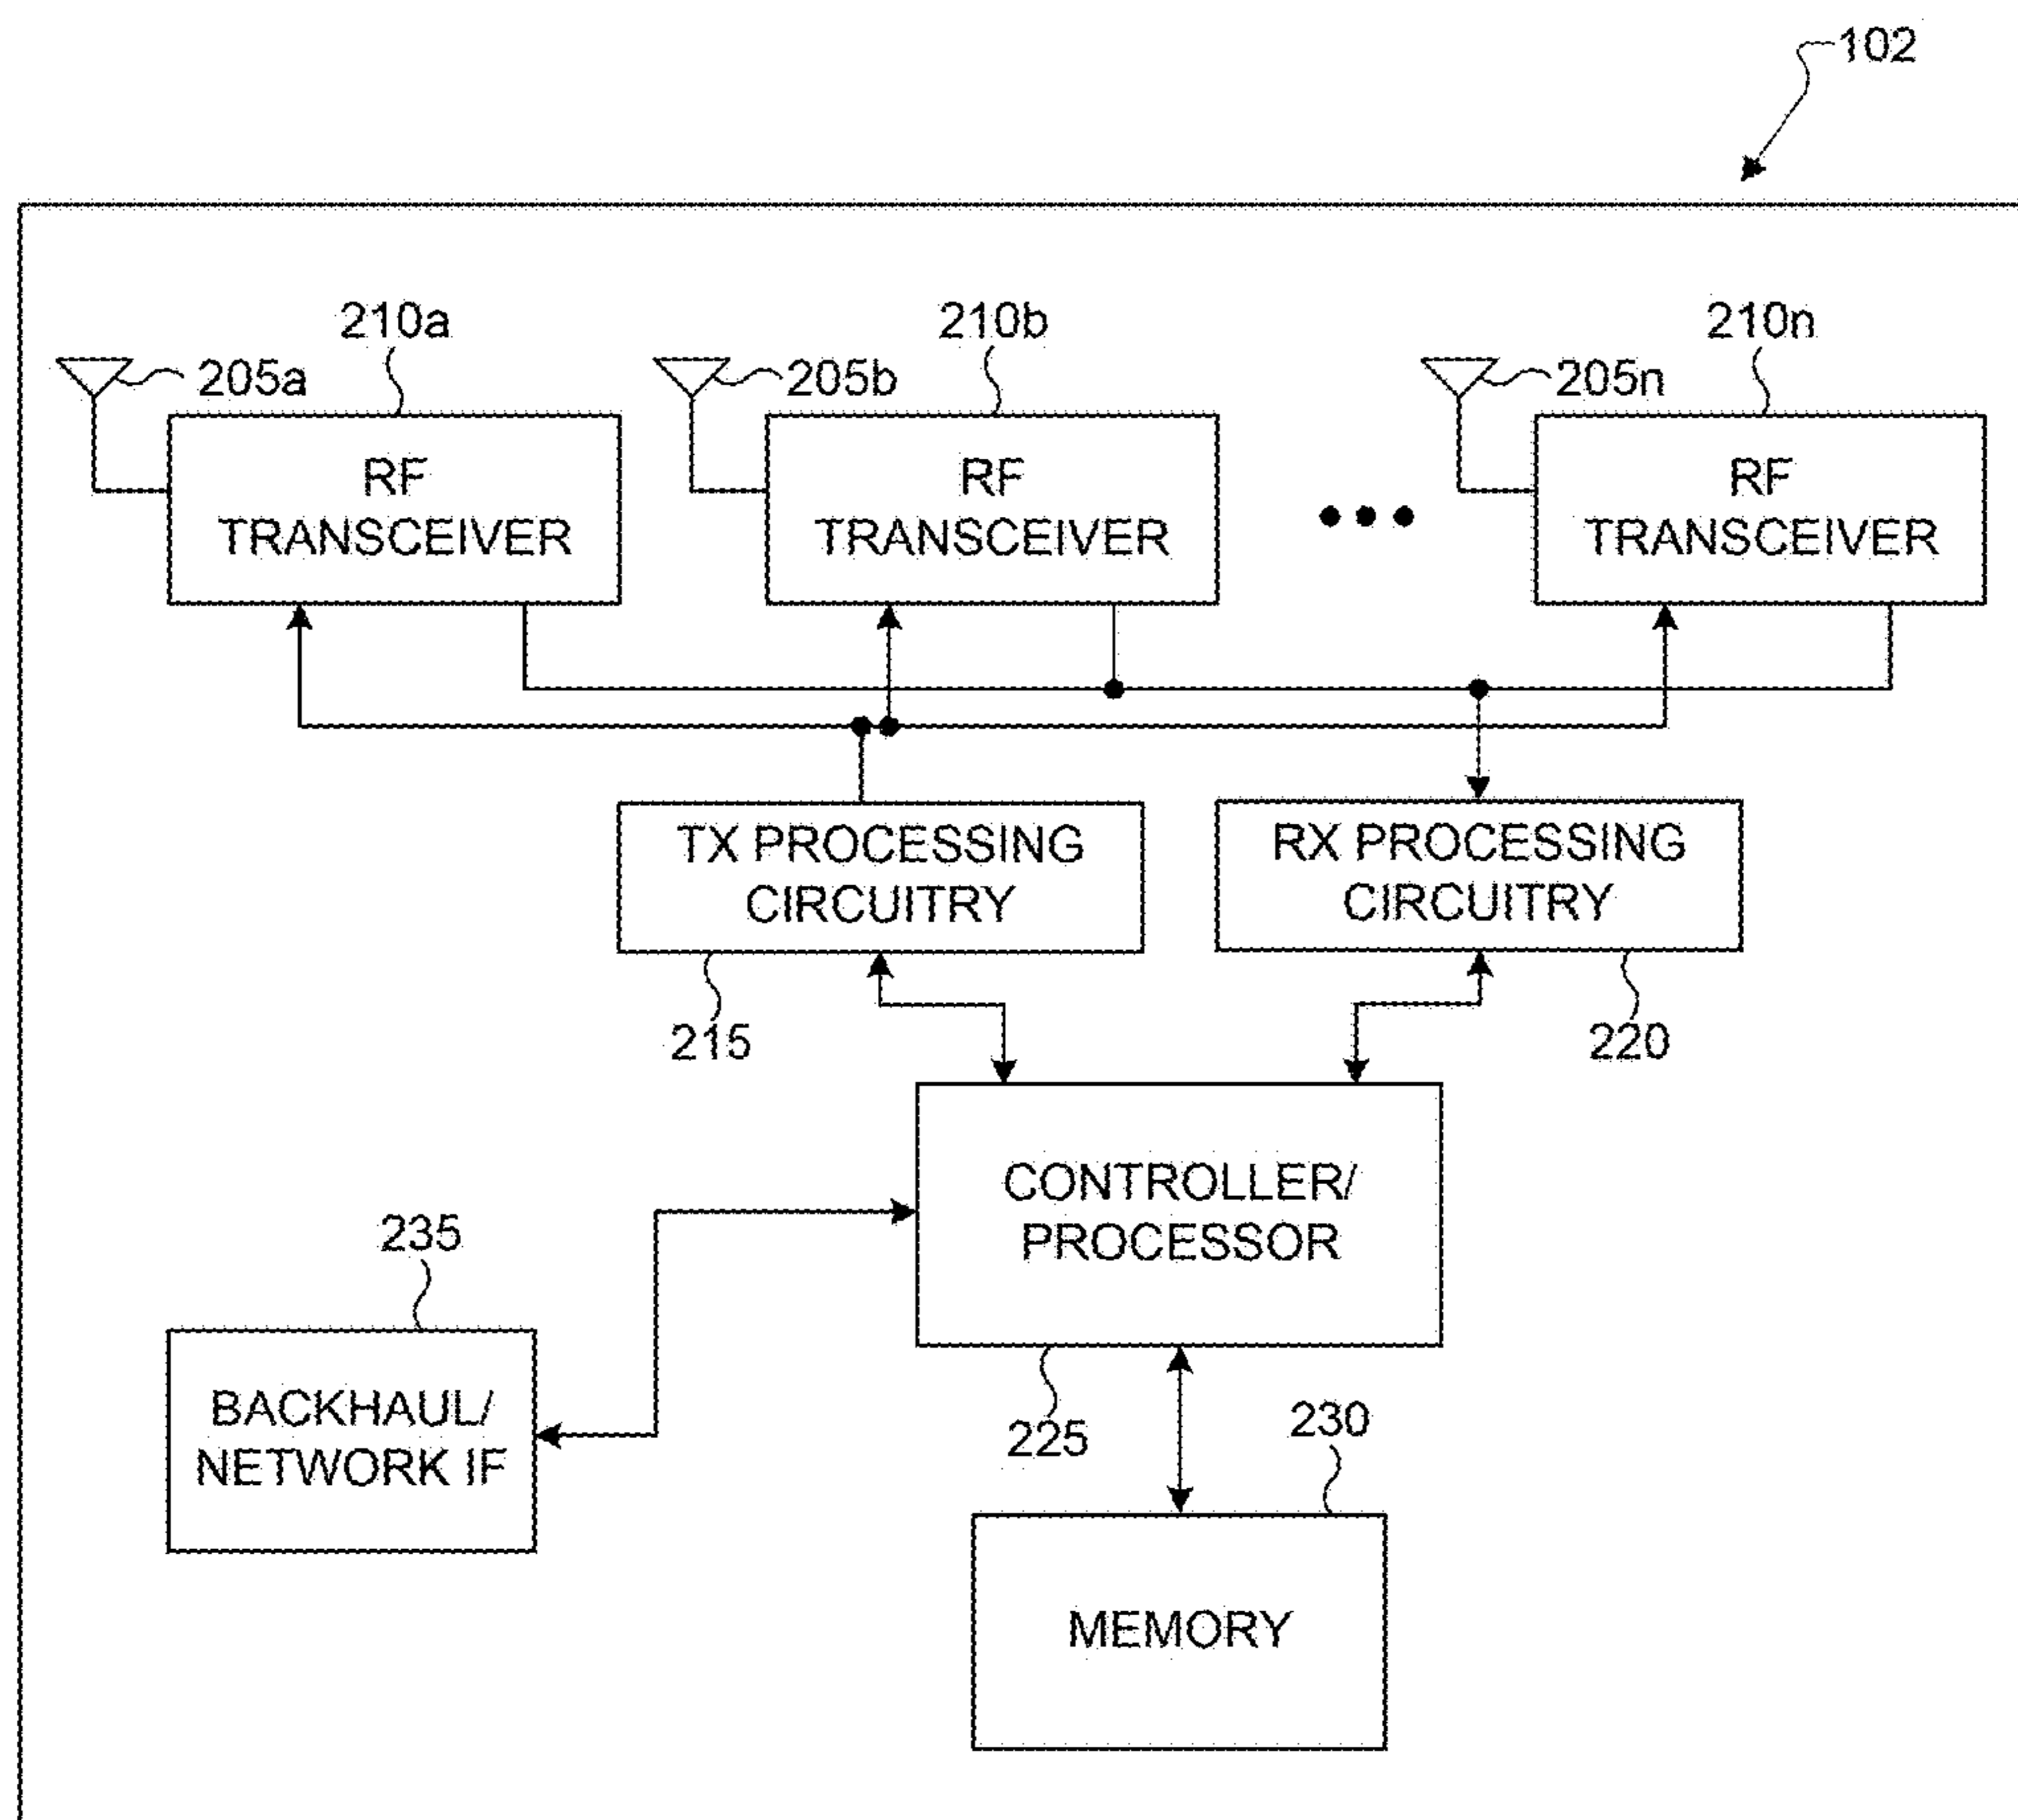 102
210a
210b
210n
205a
205b
205n
RF
TRANSCEIVER
RF
TRANSCEIVER
RF
TRANSCEIVER
TX PROCESSING
CIRCUITRY
RX PROCESSING
CIRCUITRY
215
220
CONTROLLER/
PROCESSOR
235
BACKHAUL/
NETWORK IF
225
230
MEMORY